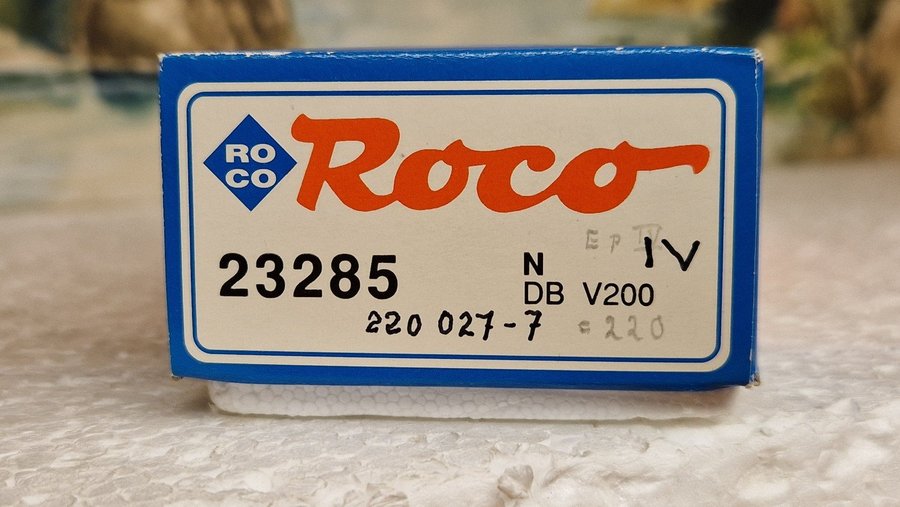 RO
CO
Roco
Ep IV
IV
23285
N
DB V200
220 027-7
= 220